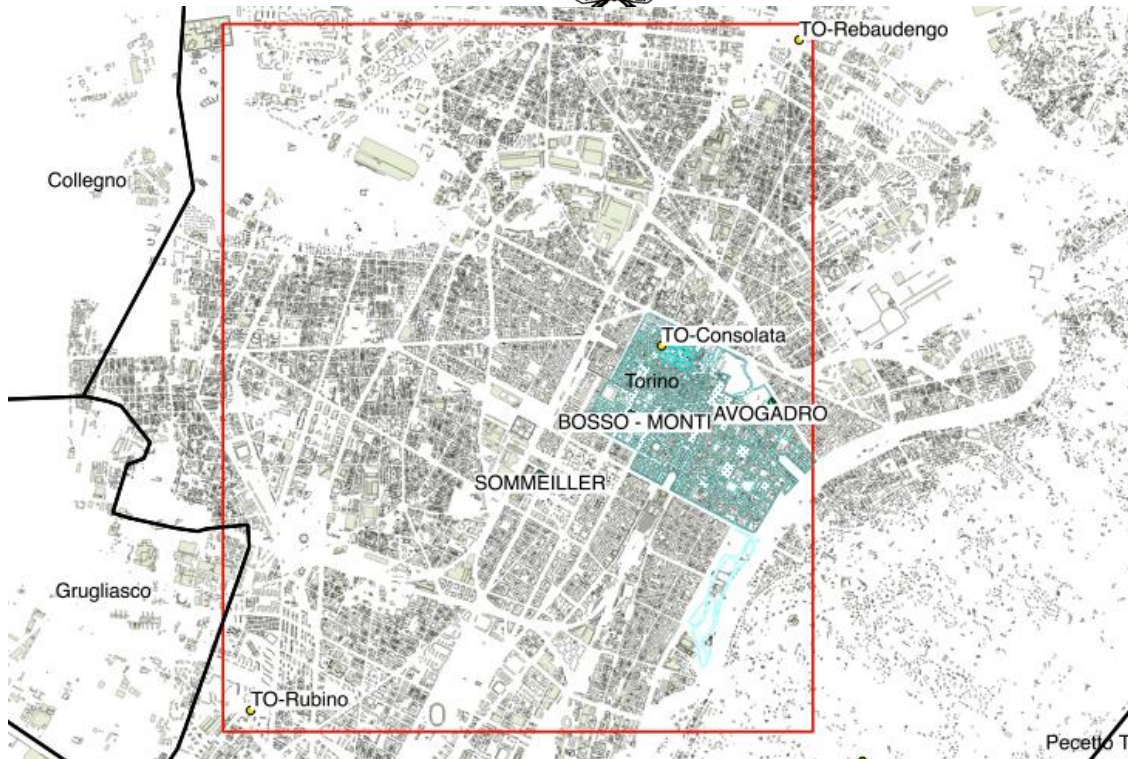 TO-Rebaudengo
Collegno
TO-Consolata
Torino
BOSSO - MONTI
AVOGADRO
SOMMEILLER
Grugliasco
TO-Rubino
Pecetto T